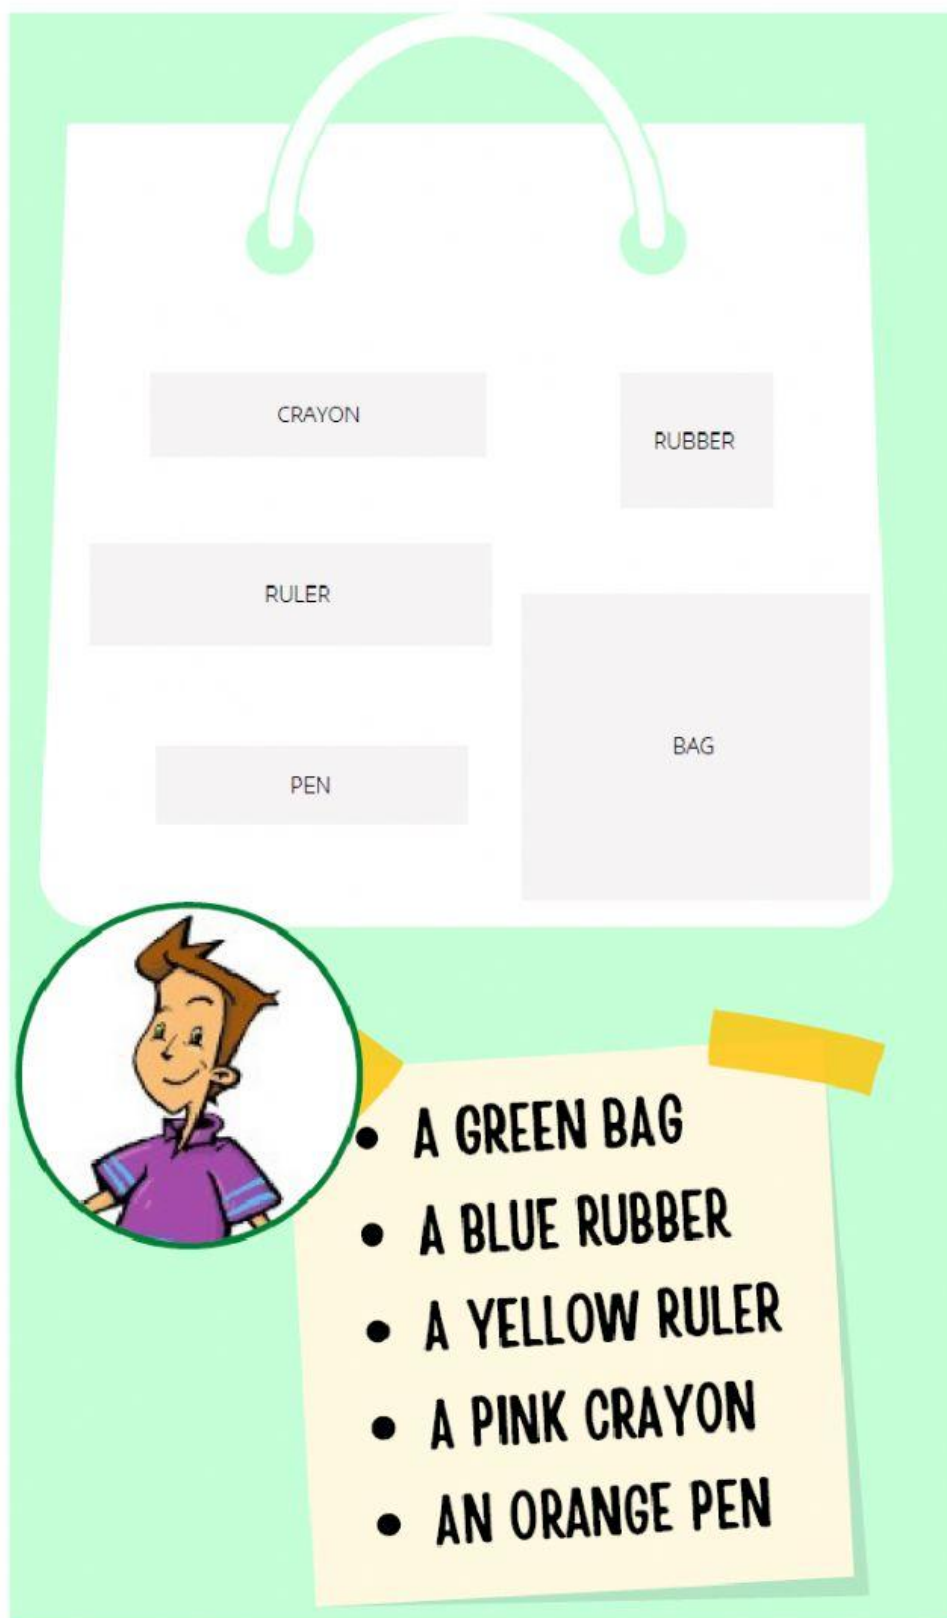 CRAYON
RUBBER
RULER
BAG
PEN
• A GREEN BAG
• A BLUE RUBBER
• A YELLOW RULER
• A PINK CRAYON
• AN ORANGE PEN